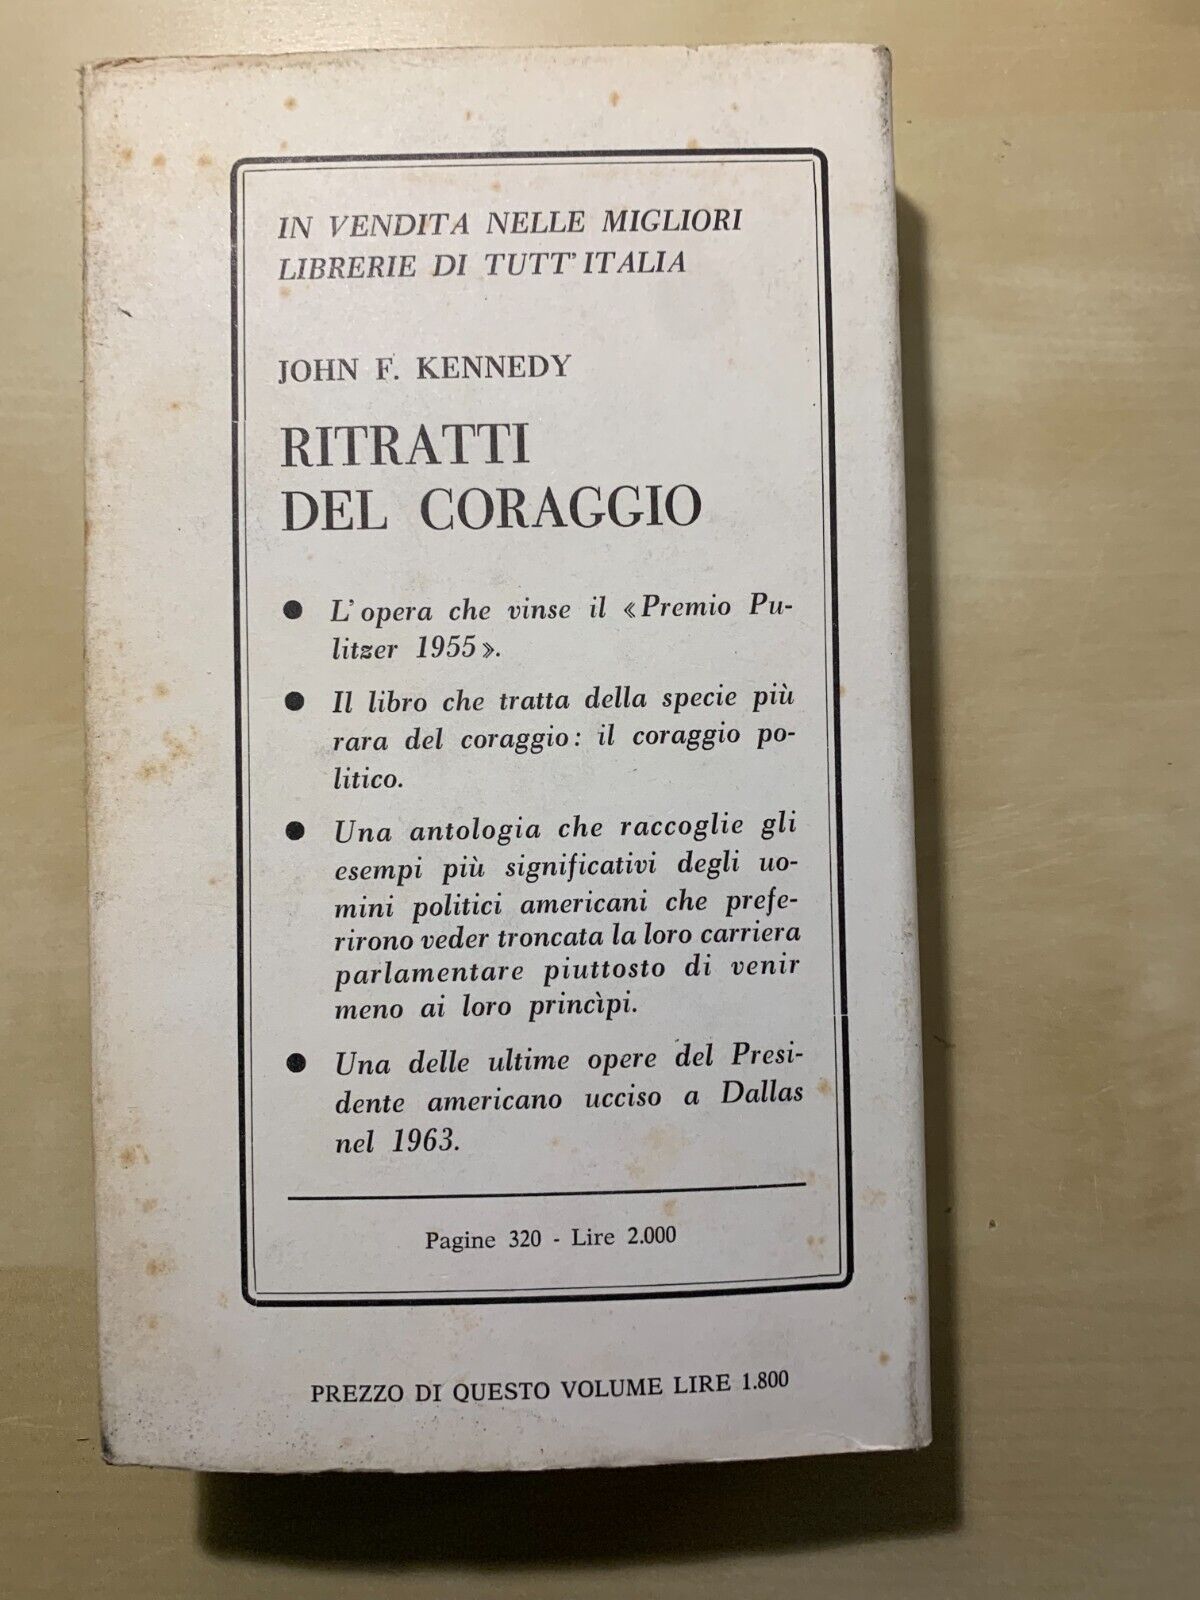 IN VENDITA NELLE MIGLIORI
LIBRERIE DI TUTT'ITALIA
JOHN F. KENNEDY
RITRATTI
DEL CORAGGIO
● L'opera che vinse il «Premio Pu-
litzer 1955».
● Il libro che tratta della specie più
rara del coraggio: il coraggio po-
litico.
● Una antologia che raccoglie gli
esempi più significativi degli uo-
mini politici americani che prefe-
rirono veder troncata la loro carriera
parlamentare piuttosto di venir
meno ai loro princìpi.
● Una delle ultime opere del Presi-
dente americano ucciso a Dallas
nel 1963.
Pagine 320 - Lire 2.000
PREZZO DI QUESTO VOLUME LIRE 1.800